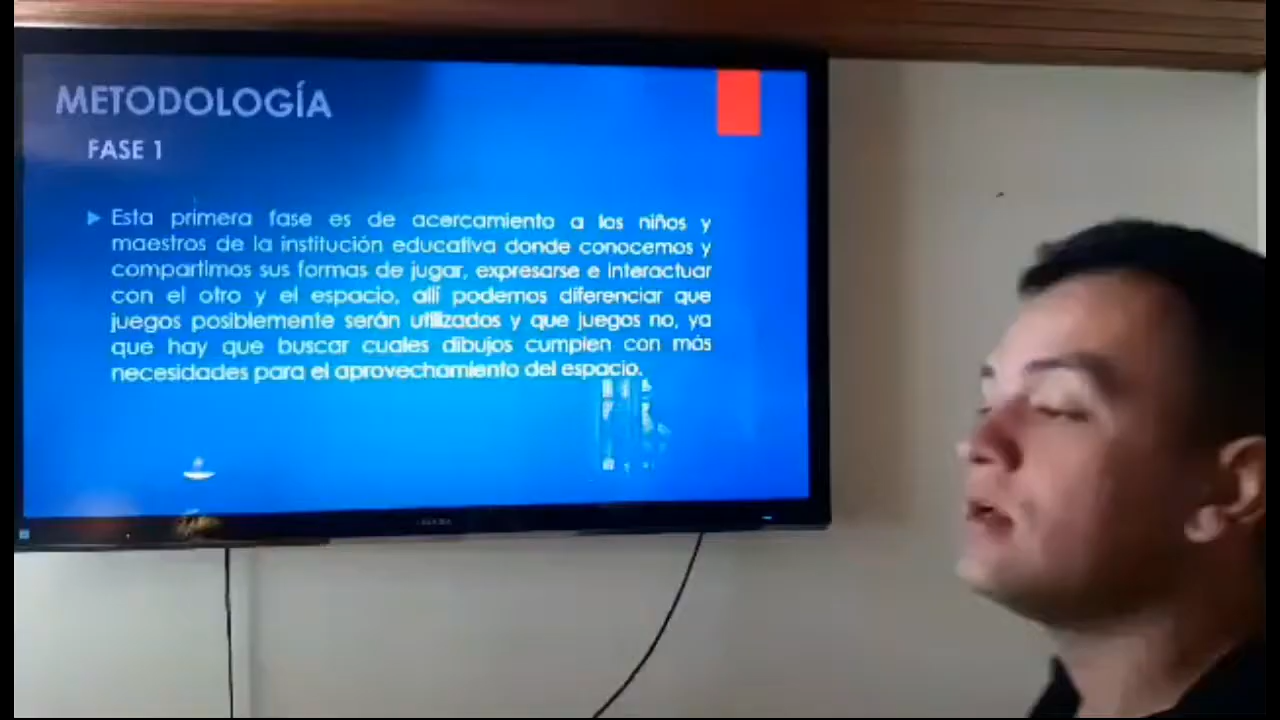 METODOLOGÍA
FASE 1
Esta primera fase es de acercamiento a los niños y
maestros de la institución educativa donde conocemos y
compartimos sus formas de jugar, expresarse e interactuar
con el otro y el espacio, allí podemos diferenciar que
juegos posiblemente serán utilizados y que juegos no, ya
que hay que buscar cuales dibujos cumplen con más
necesidades para el aprovechamiento del espacio.